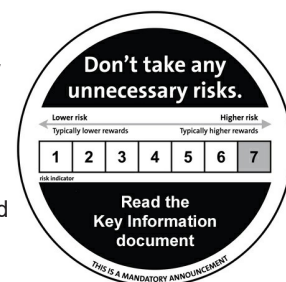 Don't take any
unnecessary risks.
Lower risk Higher risk
Typically lower rewards Typically higher rewards
1 2 3 4 5 6 7
risk indicator
Read the
Key Information
document
THIS IS A MANDATORY ANNOUNCEMENT
d